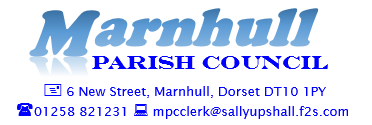 Marnhull
PARISH COUNCIL
6 New Street, Marnhull, Dorset DT10 1PY
01258 821231 mpcclerk@sallyupshall.f2s.com